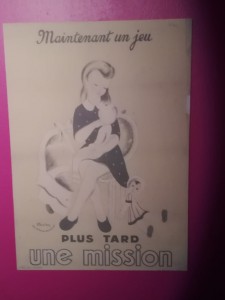 Maintenant un jeu
PLUS TARD
une mission